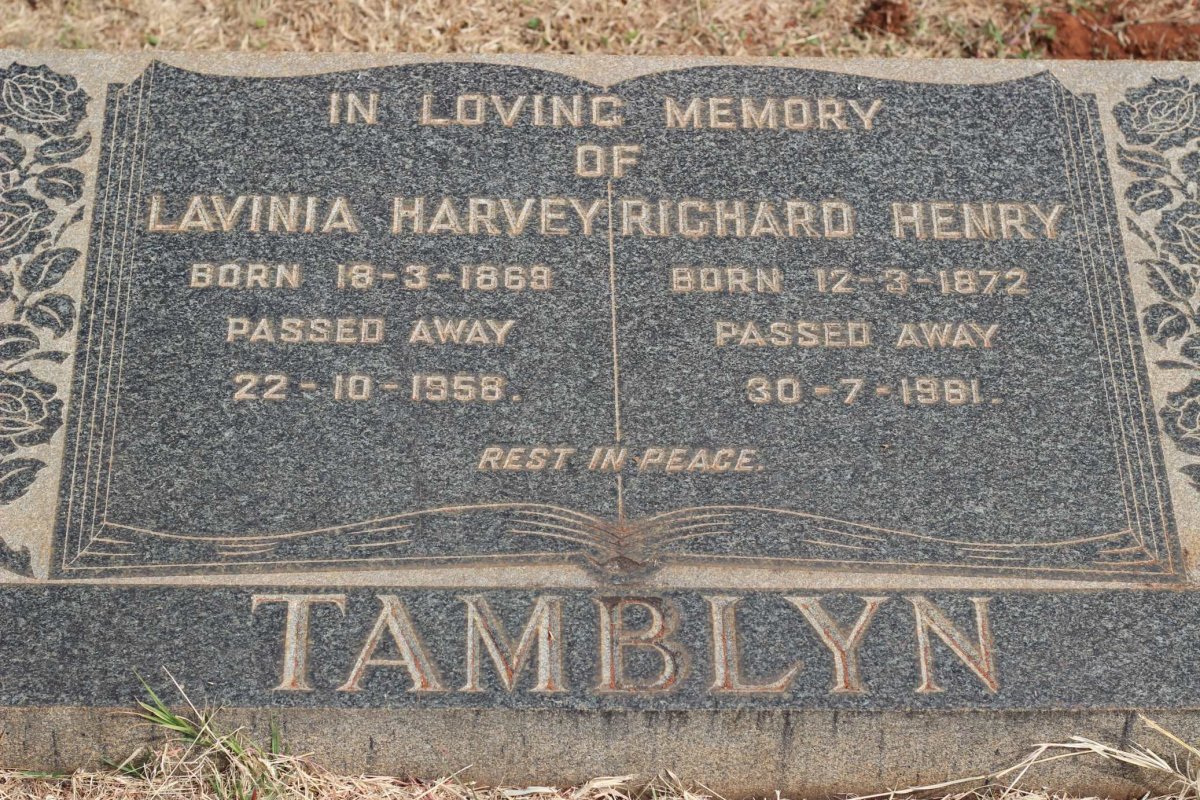 IN LOVING MEMORY
OF
LAVINIA HARVEY
BORN 18-3-1869
PASSED AWAY
22-10-1958.
RICHARD HENRY
BORN 12-3-1872
PASSED AWAY
30-7-1961.
REST IN PEACE.
TAMBLYN